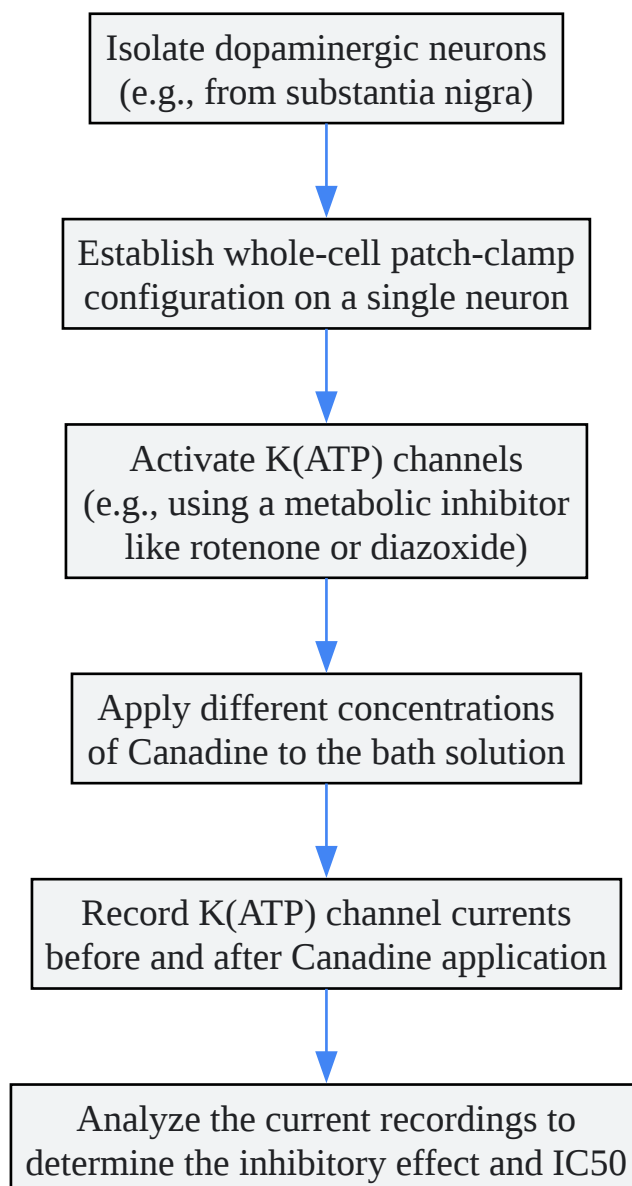 Isolate dopaminergic neurons
(e.g., from substantia nigra)
Establish whole-cell patch-clamp
configuration on a single neuron
Activate K(ATP) channels
(e.g., using a metabolic inhibitor
like rotenone or diazoxide)
Apply different concentrations
of Canadine to the bath solution
Record K(ATP) channel currents
before and after Canadine application
Analyze the current recordings to
determine the inhibitory effect and IC50